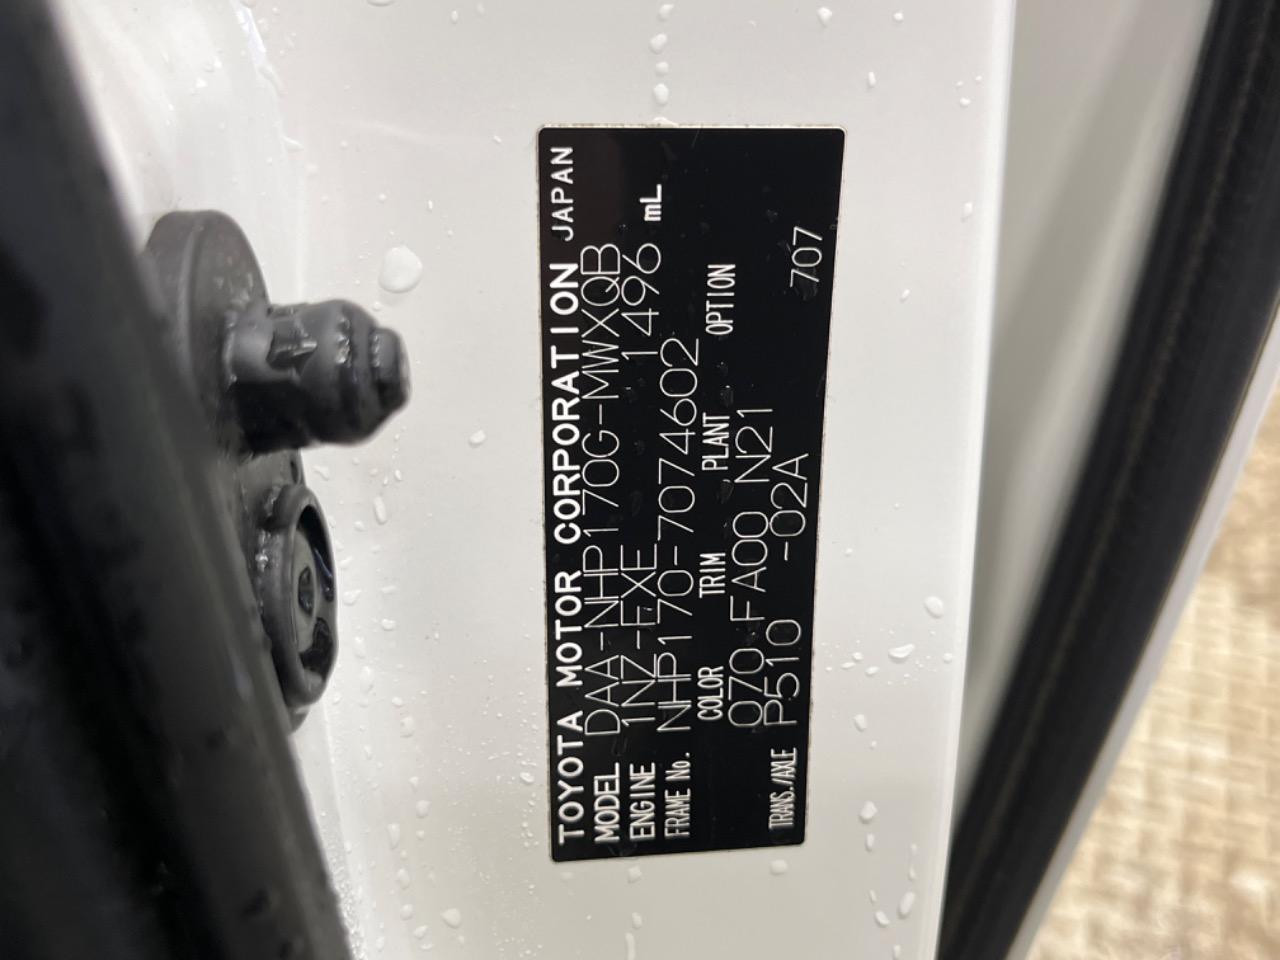 TOYOTA MOTOR CORPORATION JAPAN
MODEL DAA-NHP170G-MWXQB
ENGINE 1NZ-FXE 1496 mL
FRAME No. NHP170-7074602
COLOR TRIM PLANT OPTION
070 FA00 N21
TRANS./AXLE P510 -02A 707